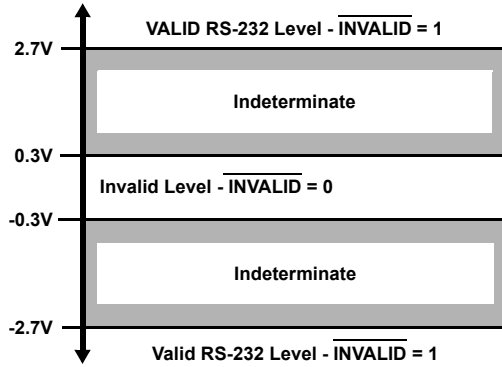 VALID RS-232 Level - INVALID = 1
2.7V
Indeterminate
0.3V
Invalid Level - INVALID = 0
-0.3V
Indeterminate
-2.7V
Valid RS-232 Level - INVALID = 1